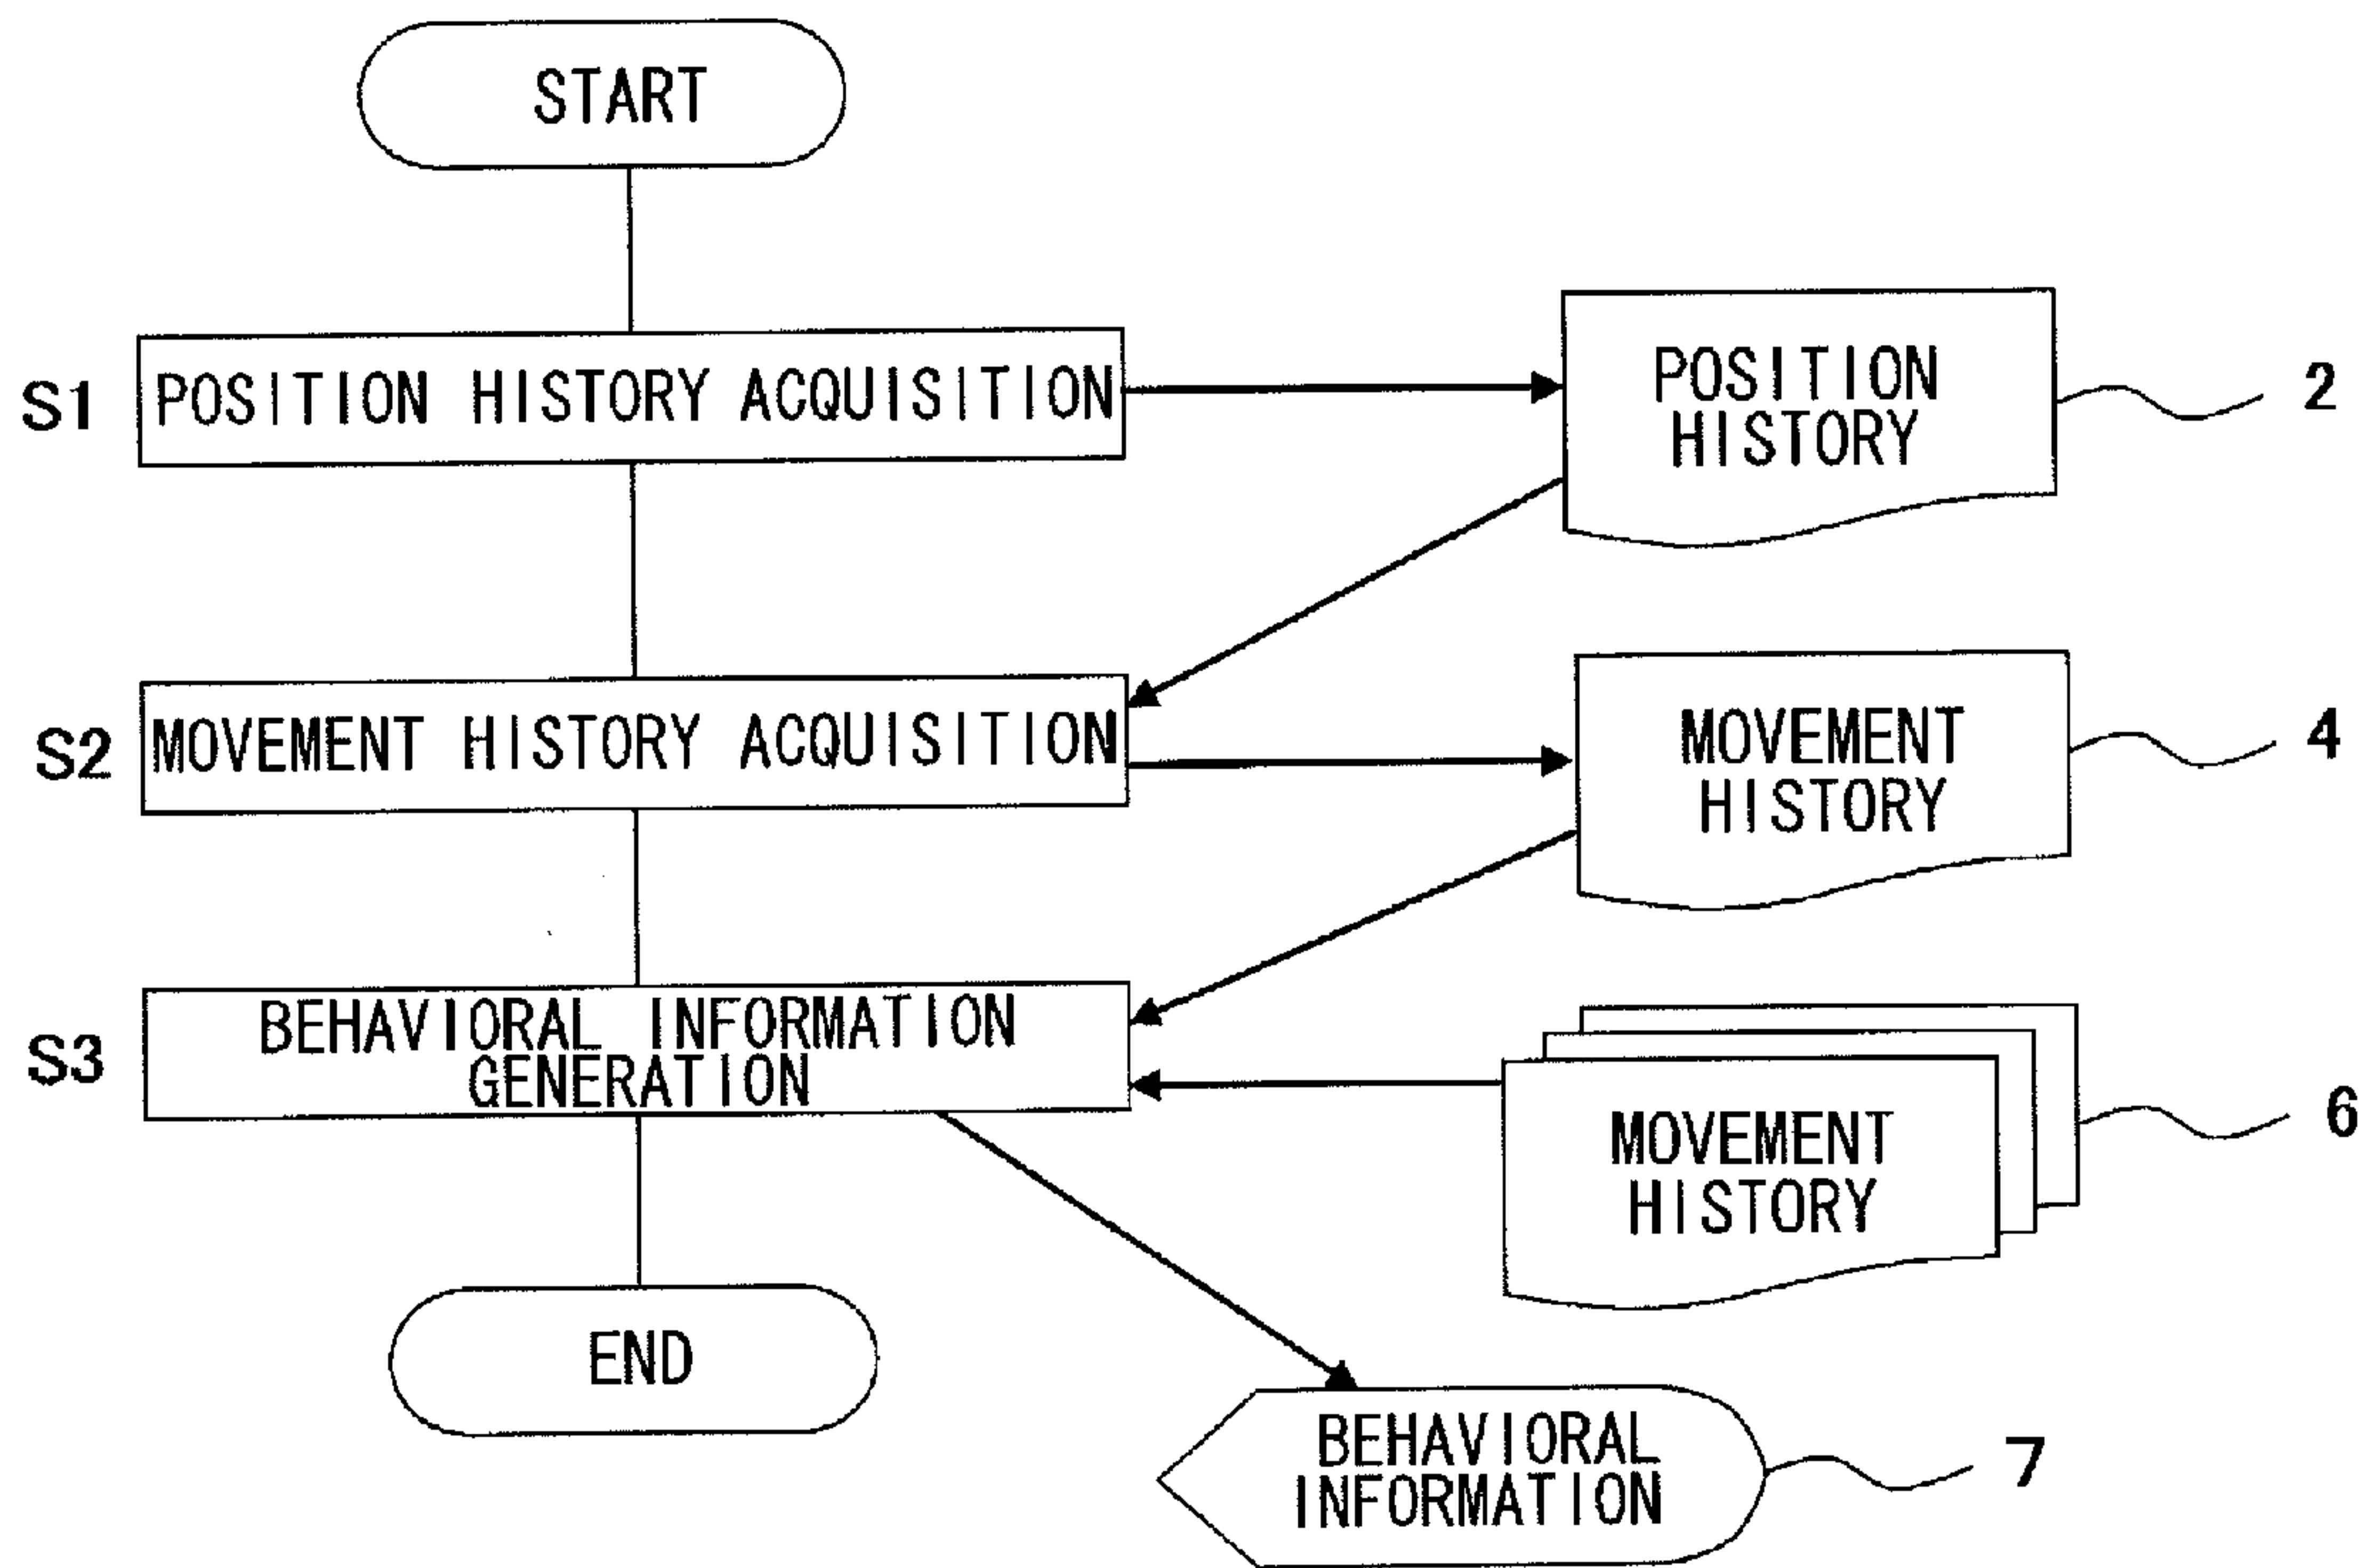 START
S1
POSITION HISTORY ACQUISITION
POSITION
HISTORY
2
S2
MOVEMENT HISTORY ACQUISITION
MOVEMENT
HISTORY
4
S3
BEHAVIORAL INFORMATION
GENERATION
MOVEMENT
HISTORY
6
END
BEHAVIORAL
INFORMATION
7